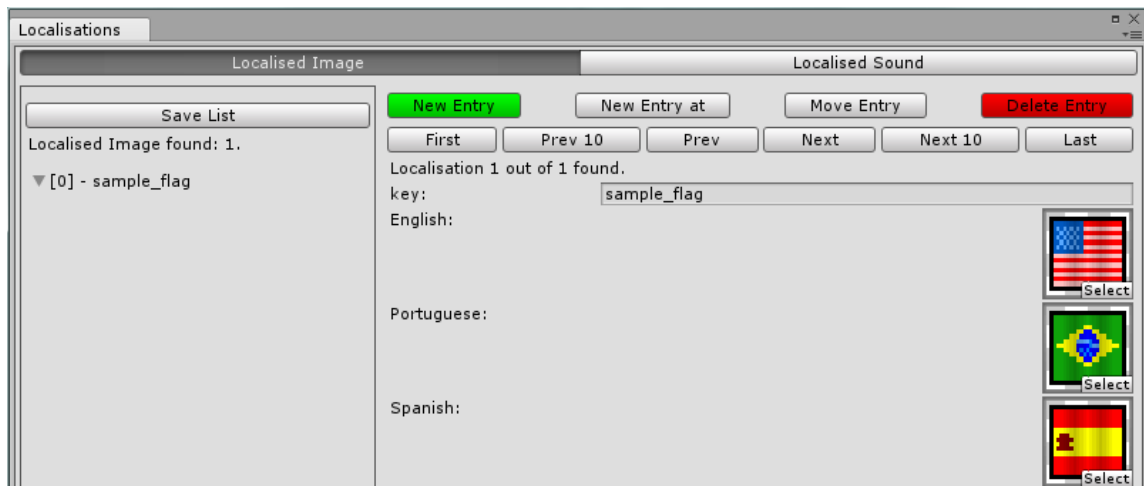 Localisations
Localised Image Localised Sound
Save List
Localised Image found: 1.
[0] - sample_flag
New Entry New Entry at Move Entry Delete Entry
First Prev 10 Prev Next Next 10 Last
Localisation 1 out of 1 found.
key: sample_flag
English:
Select
Portuguese:
Select
Spanish:
Select